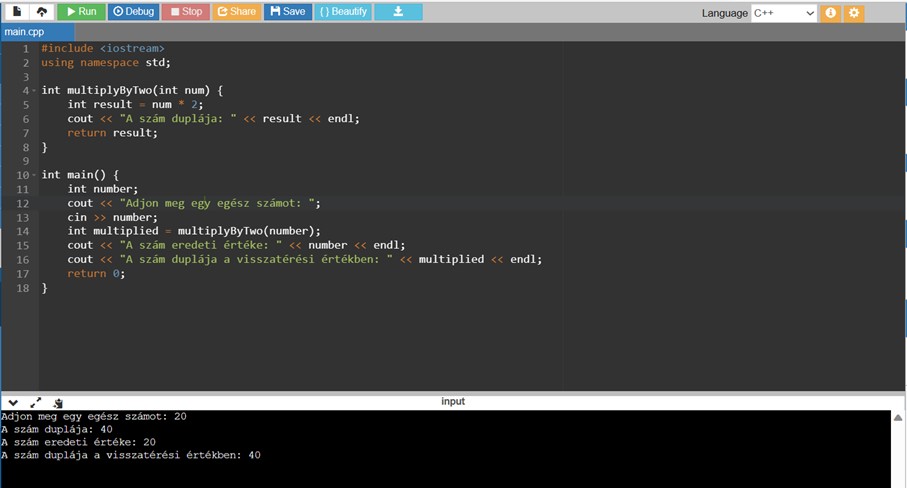 Run Debug Stop Share Save { } Beautify Language C++
main.cpp
1 #include <iostream>
2 using namespace std;
3
4 int multiplyByTwo(int num) {
5 int result = num * 2;
6 cout << "A szám duplája: " << result << endl;
7 return result;
8 }
9
10 int main() {
11 int number;
12 cout << "Adjon meg egy egész számot: ";
13 cin >> number;
14 int multiplied = multiplyByTwo(number);
15 cout << "A szám eredeti értéke: " << number << endl;
16 cout << "A szám duplája a visszatérési értékben: " << multiplied << endl;
17 return 0;
18 }
input
Adjon meg egy egész számot: 20
A szám duplája: 40
A szám eredeti értéke: 20
A szám duplája a visszatérési értékben: 40